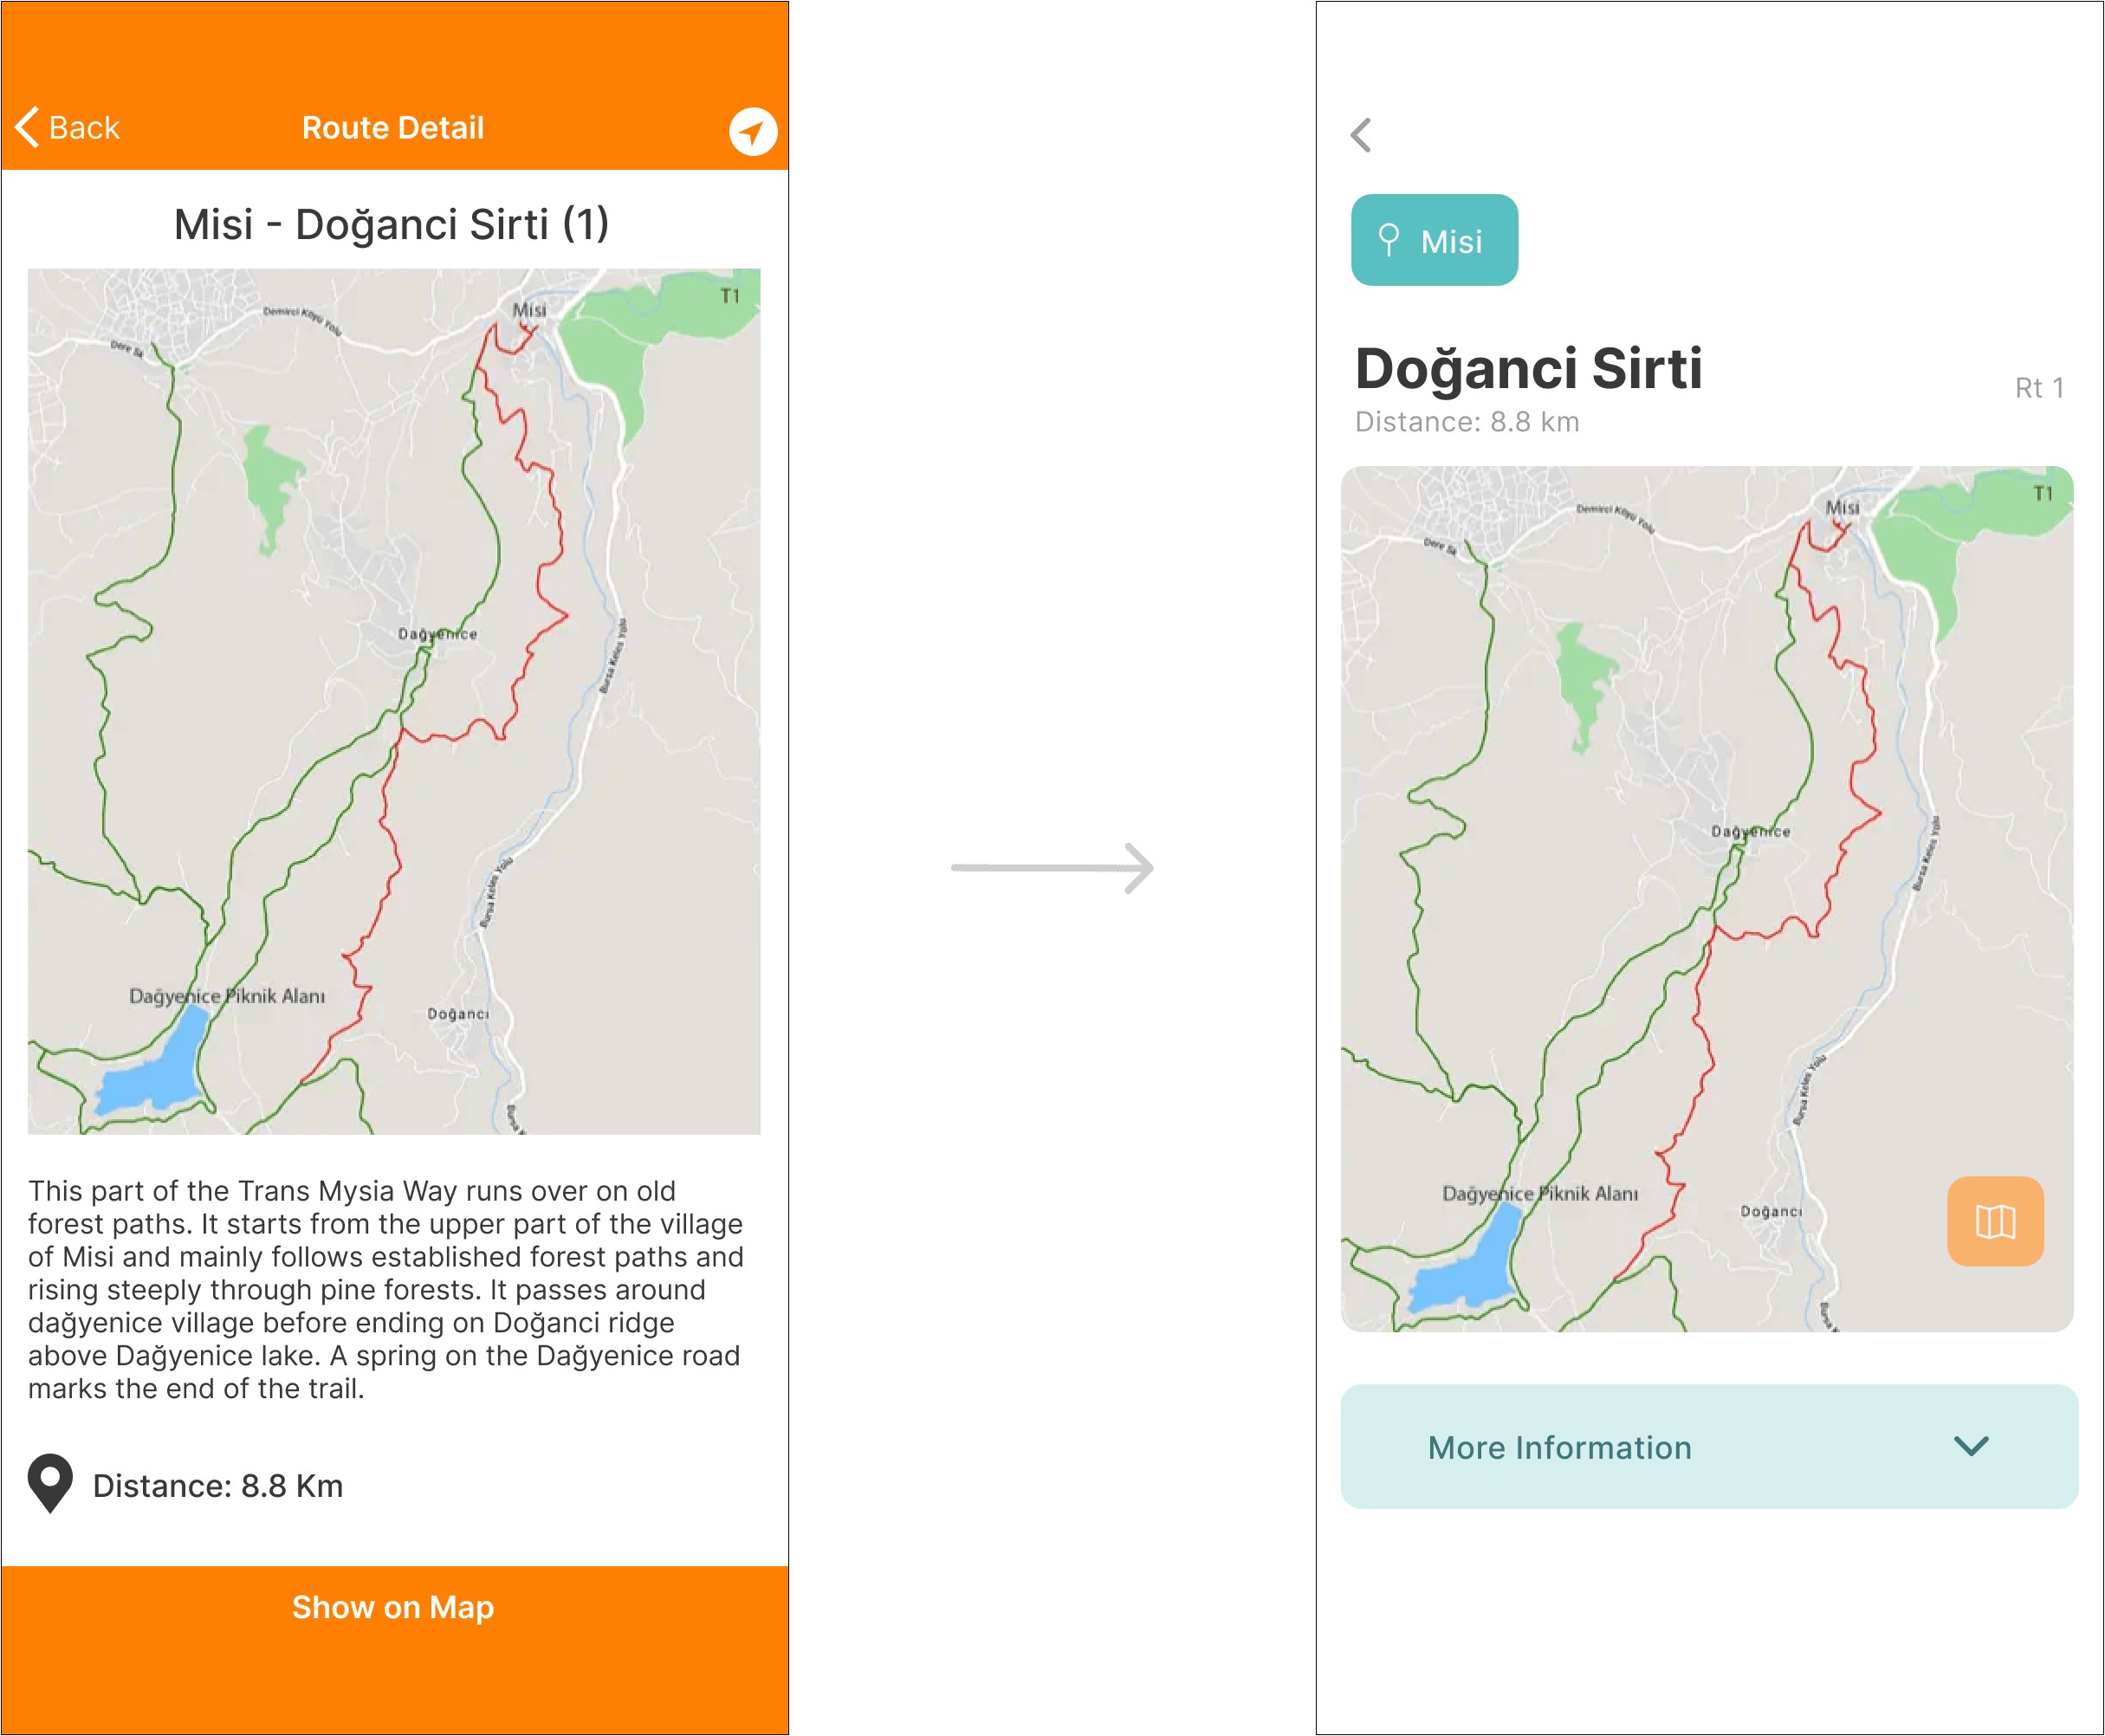 Back
Route Detail
Misi - Doğanci Sirti (1)
T1
Misi
Demirci Köyü Yolu
Dere Sk
Dağyenice
Bursa Keles Yolu
Bursa Keles Yolu
Dağyenice Piknik Alanı
Doğancı
Bursa K
This part of the Trans Mysia Way runs over on old
forest paths. It starts from the upper part of the village
of Misi and mainly follows established forest paths and
rising steeply through pine forests. It passes around
dağyenice village before ending on Doğanci ridge
above Dağyenice lake. A spring on the Dağyenice road
marks the end of the trail.
Distance: 8.8 Km
Show on Map
Misi
Doğanci Sirti
Rt 1
Distance: 8.8 km
T1
Misi
Demirci Köyü Yolu
Dere Sk
Dağyenice
Bursa Keles Yolu
Bursa Keles Yolu
Dağyenice Piknik Alanı
Doğancı
Bursa K
More Information